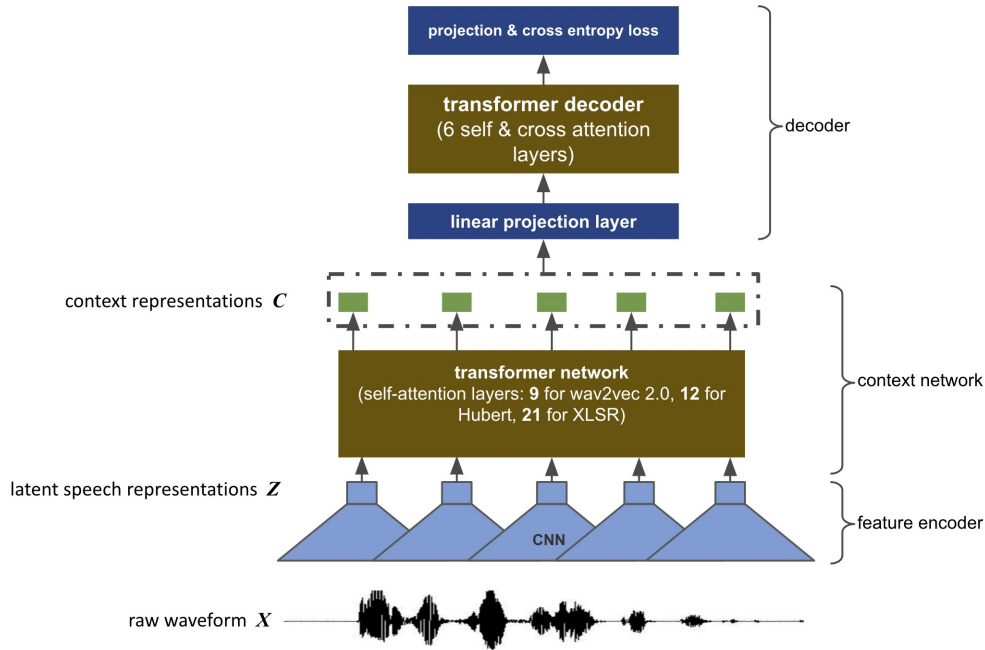 projection & cross entropy loss
transformer decoder
(6 self & cross attention
layers)
decoder
linear projection layer
context representations C
transformer network
(self-attention layers: 9 for wav2vec 2.0, 12 for
Hubert, 21 for XLSR)
context network
latent speech representations Z
CNN
feature encoder
raw waveform X